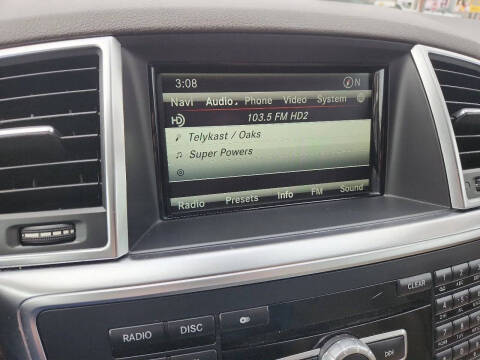 3:08 N
Navi Audio Phone Video System
HD 103.5 FM HD2
Telykast / Oaks
Super Powers
Radio Presets Info FM Sound
CLEAR
RADIO DISC